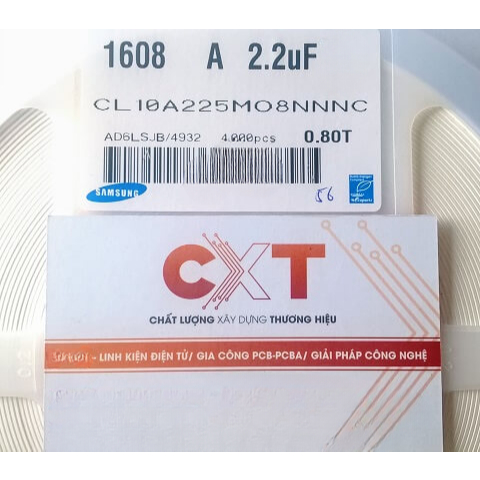 1608 A 2.2uF
CL10A225MO8NNNC
AD6LSJB/4932 4.000pcs 0.80T
SAMSUNG
56
CXT
CHẤT LƯỢNG XÂY DỰNG THƯƠNG HIỆU
- LINH KIỆN ĐIỆN TỬ/ GIA CÔNG PCB-PCBA/ GIẢI PHÁP CÔNG NGHỆ